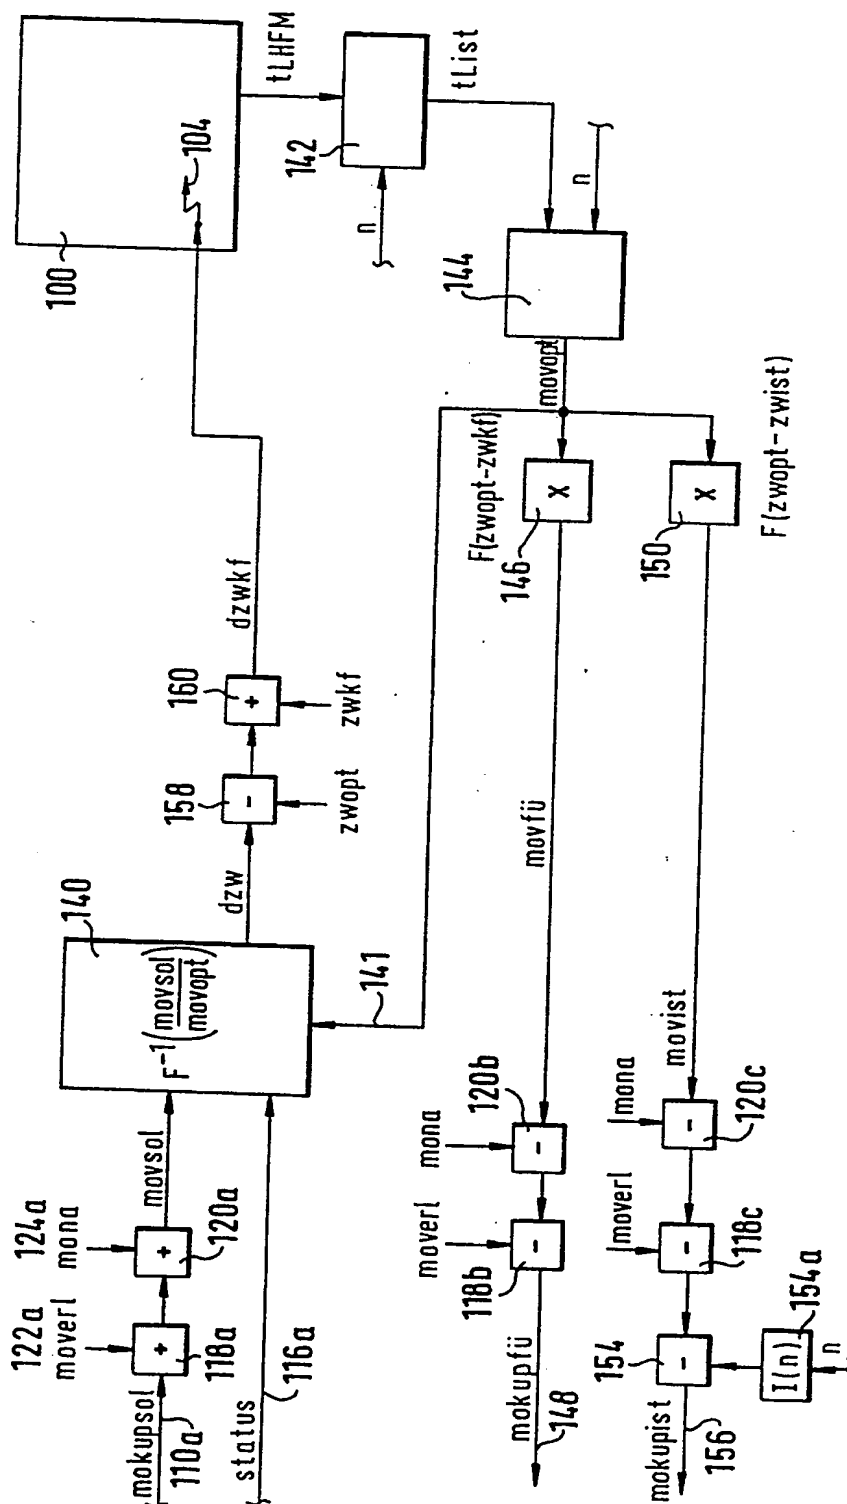 mokupsol
110a
status
116a
122a
moverl
118a
124a
mona
120a
+
+
movsol
140
F⁻¹(movsol/movopt)
141
dzw
158
-
zwopt
160
+
zwkf
dzwkf
100
104
tLHFM
142
n
tList
n
144
movopt
F(zwopt-zwkf)
146
X
F(zwopt-zwist)
150
X
movfü
movist
mona
120b
-
moverl
118b
-
mokupfü
148
mona
120c
-
moverl
118c
-
154
-
I(n)
154a
n
mokupist
156